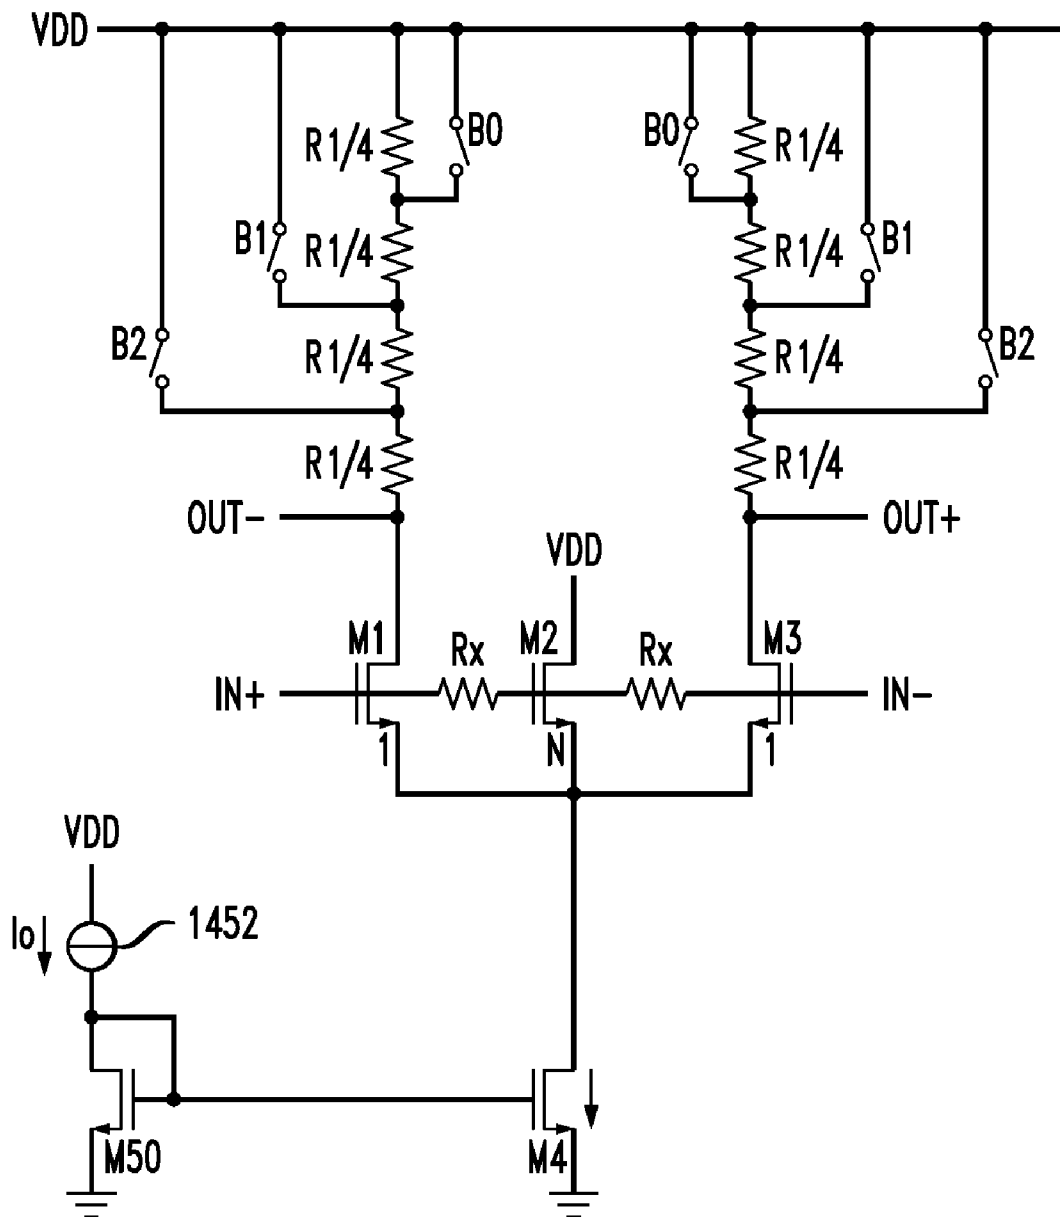 VDD
R1/4 B0 B0 R1/4
B1 R1/4 R1/4 B1
B2 R1/4 R1/4 B2
R1/4 R1/4
OUT- OUT+
VDD
M1 Rx M2 Rx M3
IN+ IN-
1 N 1
VDD
Io 1452
M50 M4